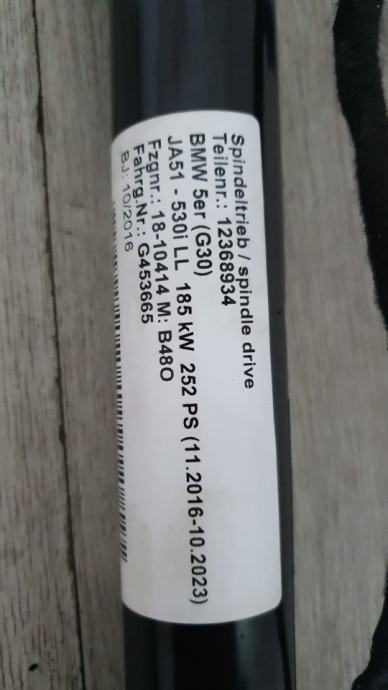 Spindeltrieb / spindle drive
Teilenr.: 12368934
BMW 5er (G30)
JA51 - 530i LL 185 kW 252 PS (11.2016-10.2023)
Fzgnr.: 18-10414 M: B48O
Fahrg.Nr.: G453665
BJ: 10/2016